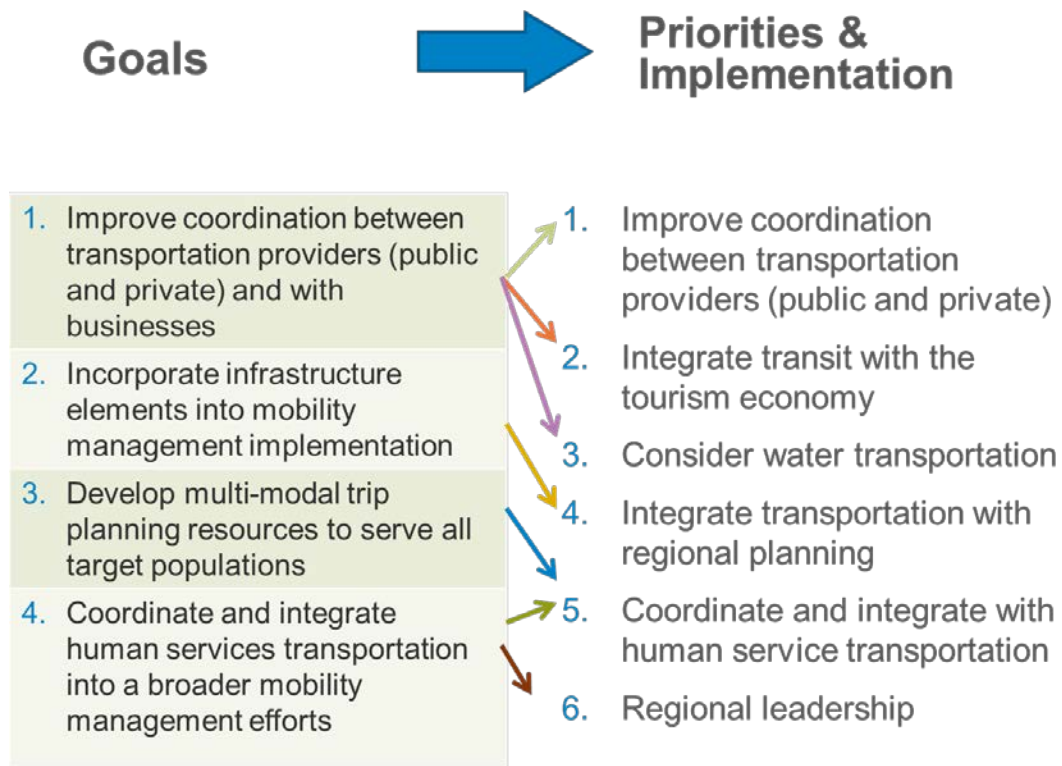 Goals
Priorities &
Implementation
1. Improve coordination between
transportation providers (public
and private) and with
businesses
2. Incorporate infrastructure
elements into mobility
management implementation
3. Develop multi-modal trip
planning resources to serve all
target populations
4. Coordinate and integrate
human services transportation
into a broader mobility
management efforts
1. Improve coordination
between transportation
providers (public and private)
2. Integrate transit with the
tourism economy
3. Consider water transportation
4. Integrate transportation with
regional planning
5. Coordinate and integrate with
human service transportation
6. Regional leadership